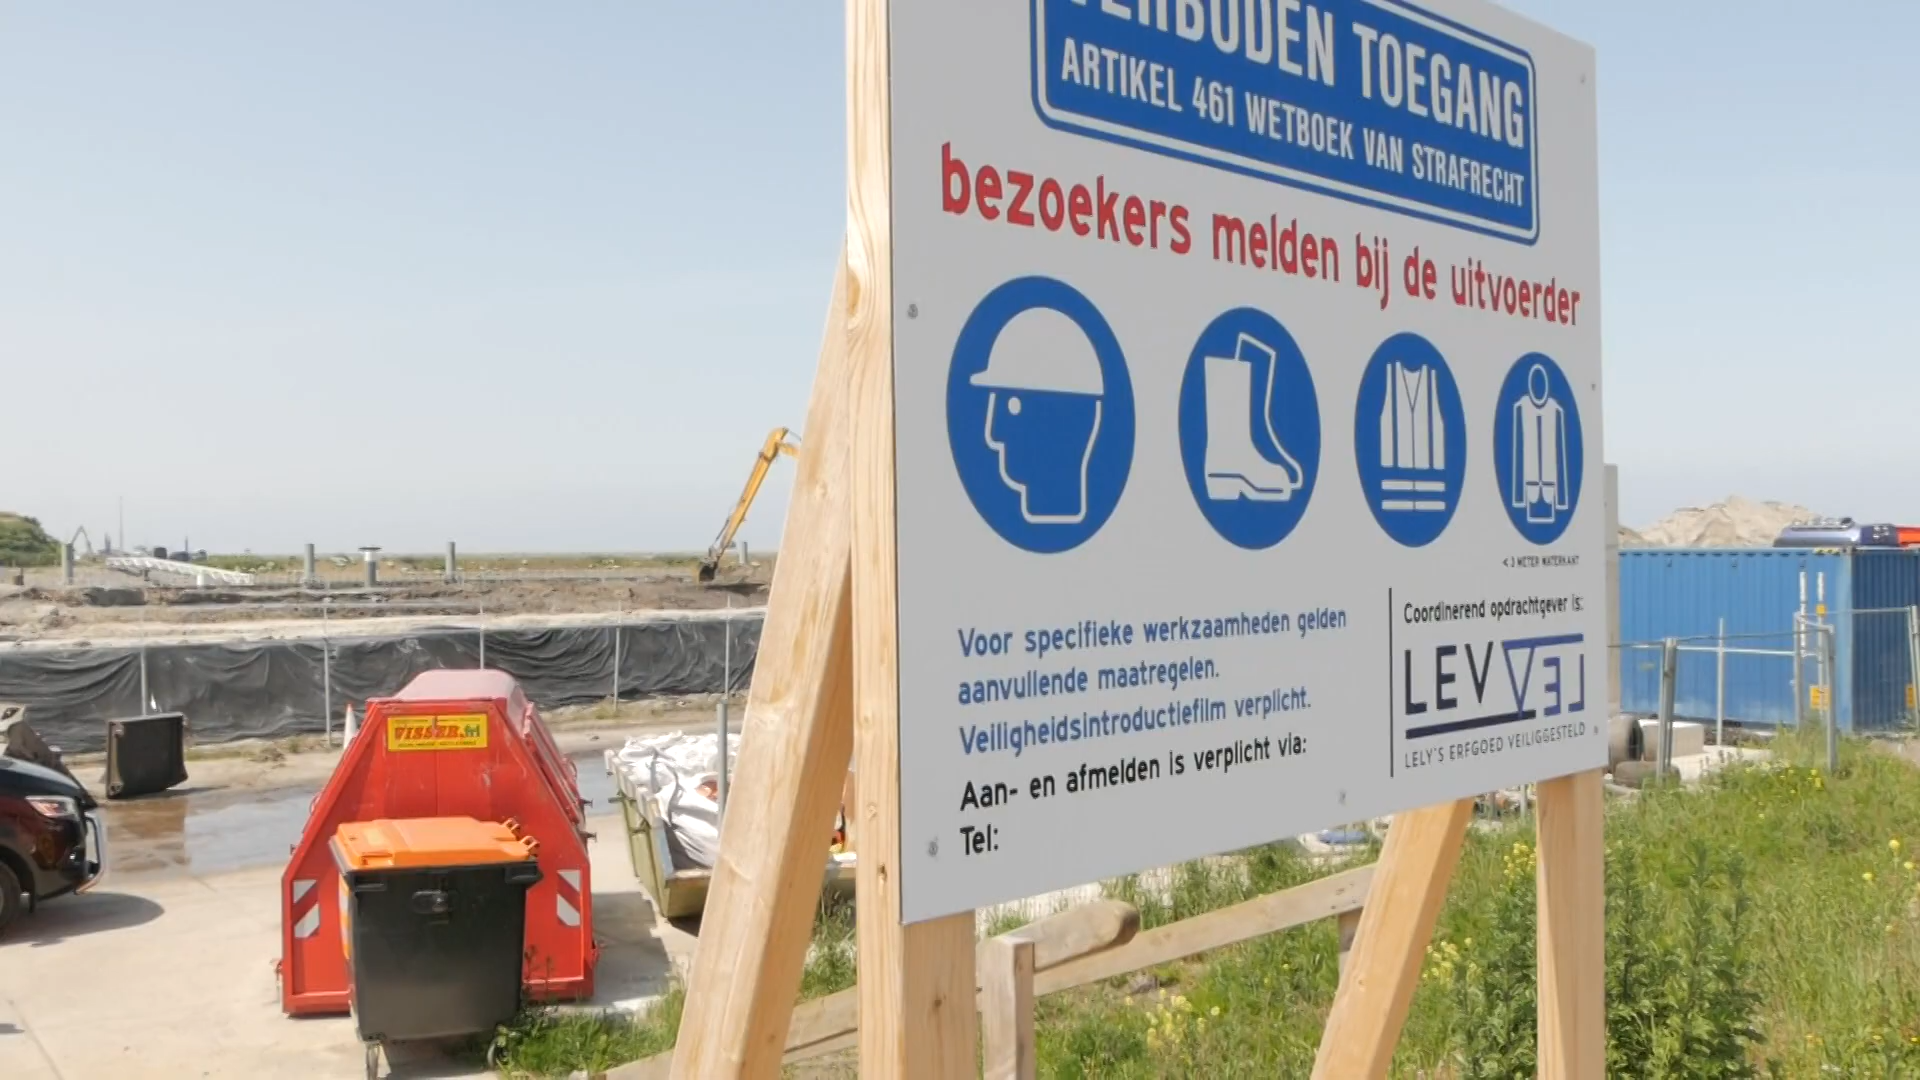 VERBODEN TOEGANG
ARTIKEL 461 WETBOEK VAN STRAFRECHT
bezoekers melden bij de uitvoerder
< 3 METER WATERKANT
Voor specifieke werkzaamheden gelden
aanvullende maatregelen.
Veiligheidsintroductiefilm verplicht.
Aan- en afmelden is verplicht via:
Tel:
Coordinerend opdrachtgever is:
LEVVEL
LELY'S ERFGOED VEILIGGESTELD
VISSER